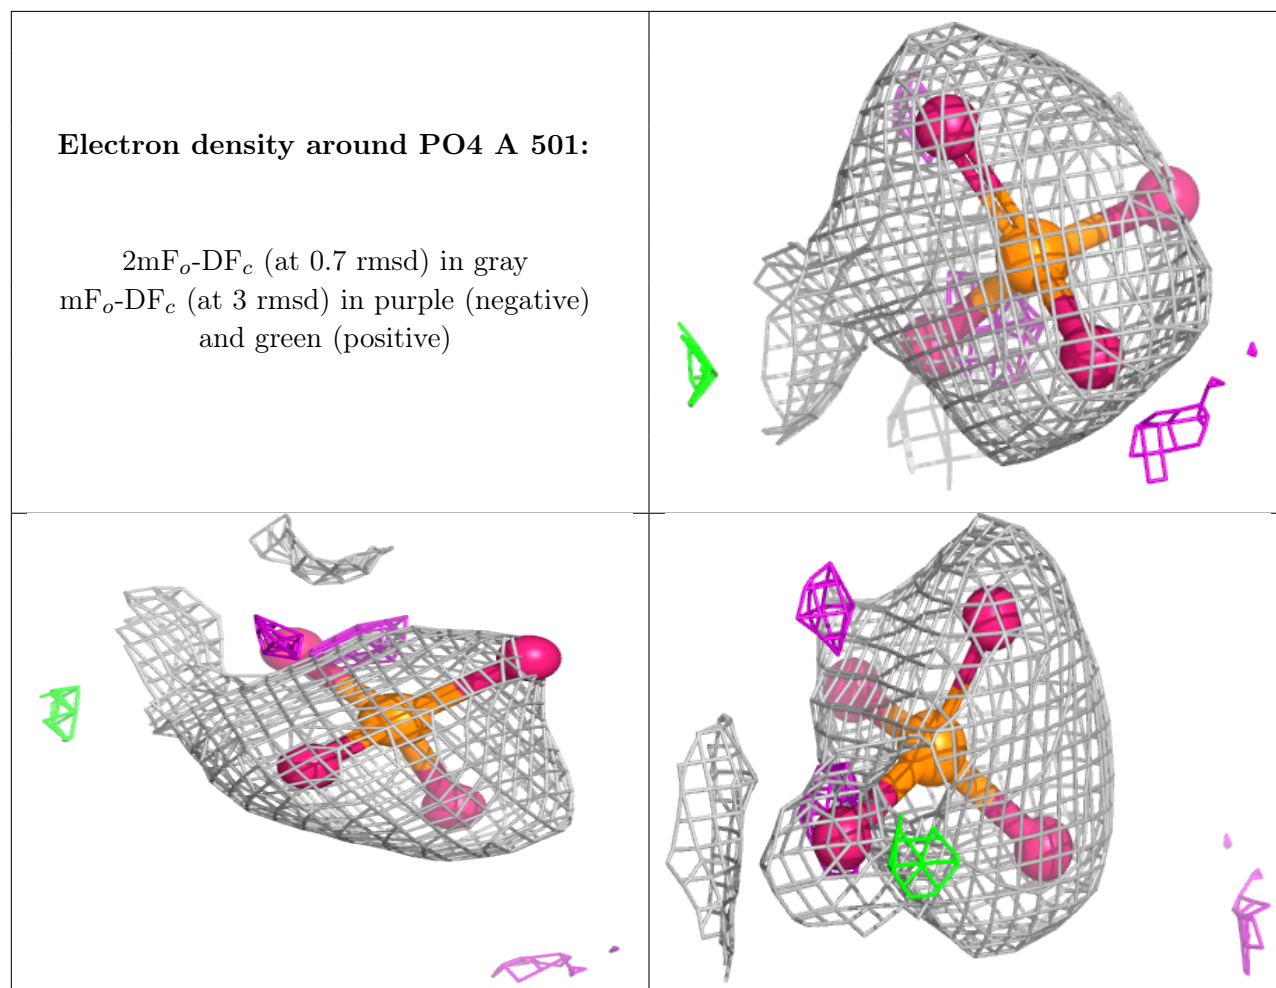 Electron density around PO4 A 501:
2mFo-DFc (at 0.7 rmsd) in gray
mFo-DFc (at 3 rmsd) in purple (negative)
and green (positive)